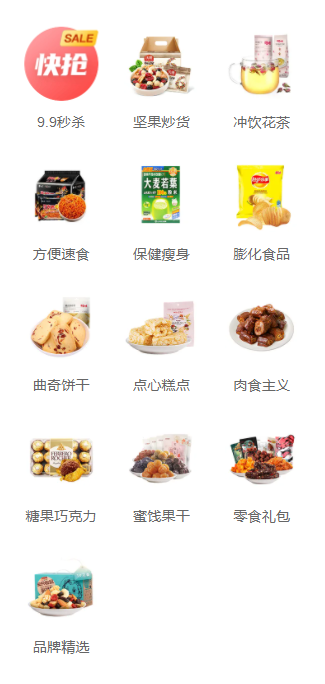 SALE
快抢
9.9秒杀
坚果炒货
冲饮花茶
大麦若葉
方便速食
保健瘦身
膨化食品
曲奇饼干
点心糕点
肉食主义
FERRERO
ROCHER
糖果巧克力
蜜饯果干
零食礼包
品牌精选